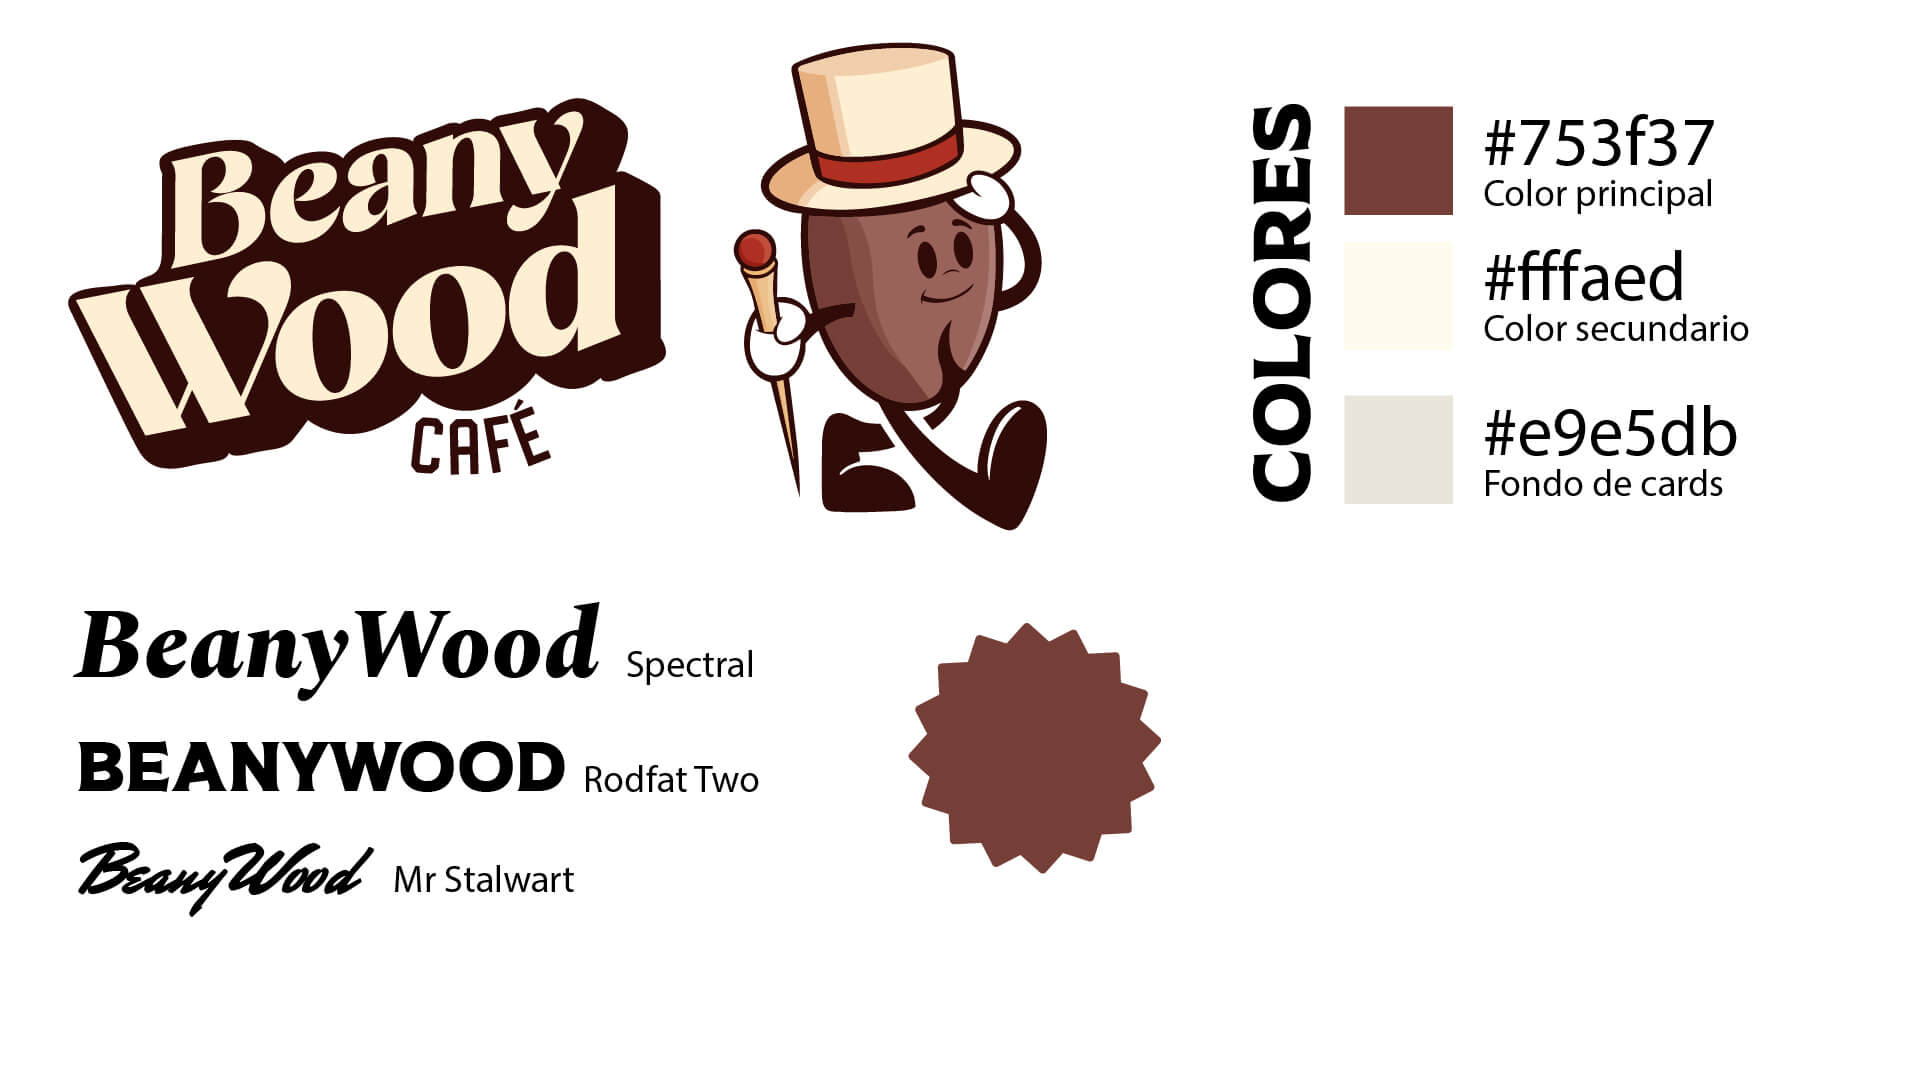 Beany
Wood
CAFÉ
COLORES
#753f37
Color principal
#fffaed
Color secundario
#e9e5db
Fondo de cards
BeanyWood Spectral
BEANYWOOD Rodfat Two
BeanyWood Mr Stalwart